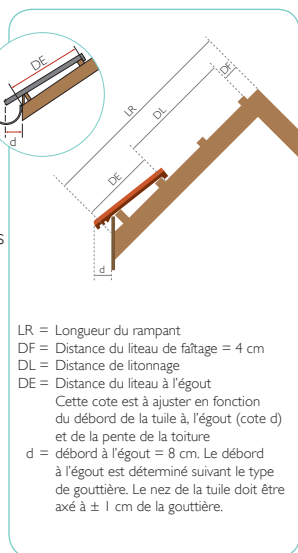 DE
d
LR
DF
DL
DE
d
s
LR = Longueur du rampant
DF = Distance du liteau de faîtage = 4 cm
DL = Distance de litonnage
DE = Distance du liteau à l'égout
Cette cote est à ajuster en fonction
du débord de la tuile à, l'égout (cote d)
et de la pente de la toiture
d = débord à l'égout = 8 cm. Le débord
à l'égout est déterminé suivant le type
de gouttière. Le nez de la tuile doit être
axé à ± 1 cm de la gouttière.